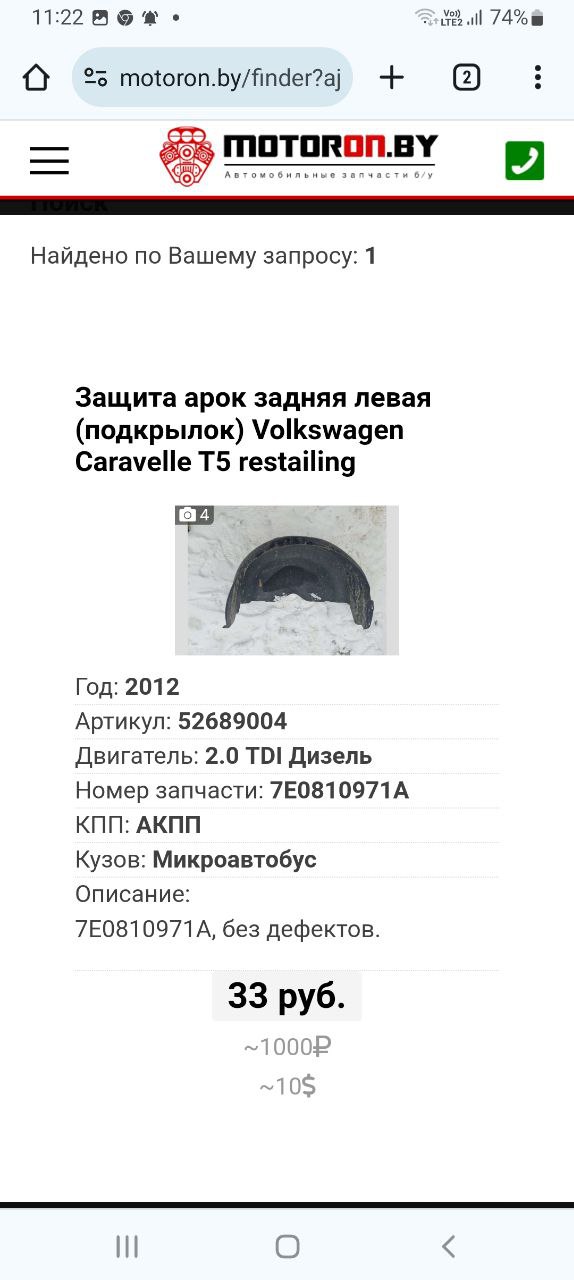 11:22
Vo))
LTE2
74%
motoron.by/finder?aj
2
MOTORON.BY
Автомобильные запчасти б/у
Поиск
Найдено по Вашему запросу: 1
Защита арок задняя левая
(подкрылок) Volkswagen
Caravelle T5 restailing
4
Год: 2012
Артикул: 52689004
Двигатель: 2.0 TDI Дизель
Номер запчасти: 7E0810971A
КПП: АКПП
Кузов: Микроавтобус
Описание:
7E0810971A, без дефектов.
33 руб.
~1000₽
~10$